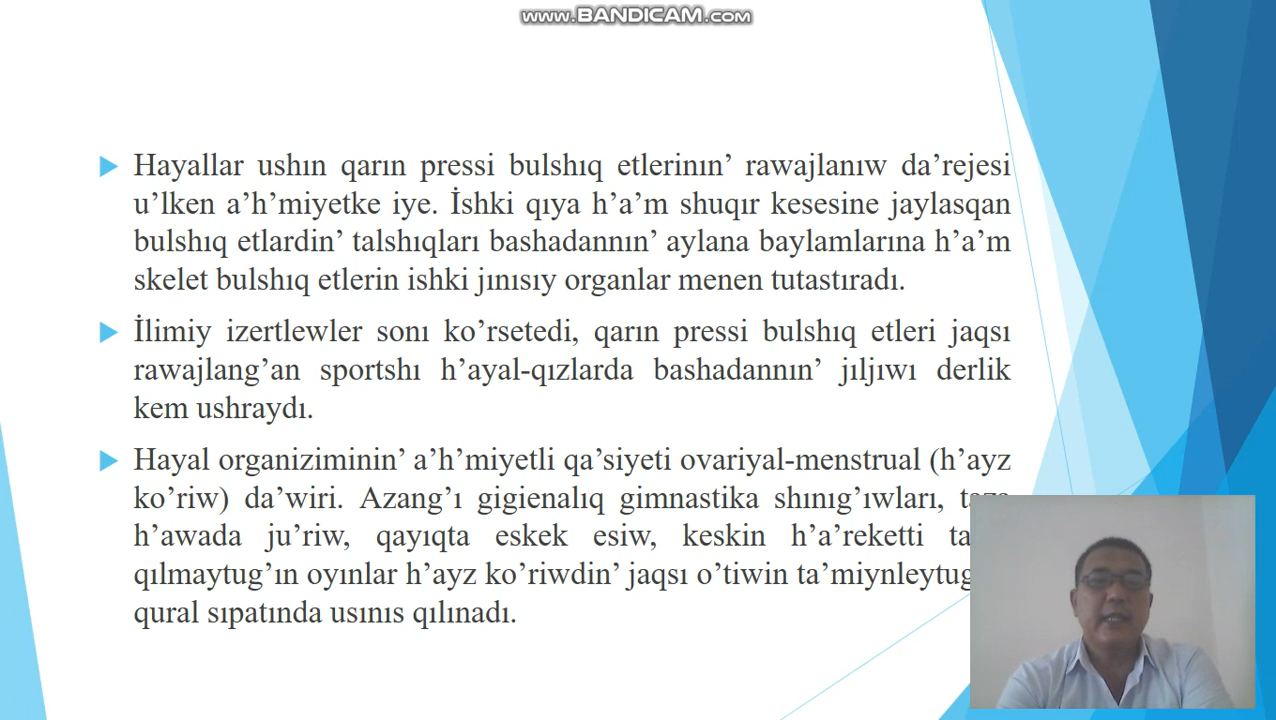 www.BANDICAM.com
Hayallar ushın qarın pressi bulshıq etlerinın’ rawajlanıw da’rejesi
u’lken a’h’miyetke iye. İshki qıya h’a’m shuqır kesesine jaylasqan
bulshıq etlardin’ talshıqları bashadannın’ aylana baylamlarına h’a’m
skelet bulshıq etlerin ishki jınısıy organlar menen tutastıradı.
İlimiy izertlewler sonı ko’rsetedi, qarın pressi bulshıq etleri jaqsı
rawajlang’an sportshı h’ayal-qızlarda bashadannın’ jıljıwı derlik
kem ushraydı.
Hayal organiziminin’ a’h’miyetli qa’siyeti ovariyal-menstrual (h’ayz
ko’riw) da’wiri. Azang’ı gigienalıq gimnastika shınıg’ıwları,
h’awada ju’riw, qayıqta eskek esiw, keskin h’a’reketti
qılmaytug’ın oyınlar h’ayz ko’riwdin’ jaqsı o’tiwin
qural sıpatında usınıs qılınadı.